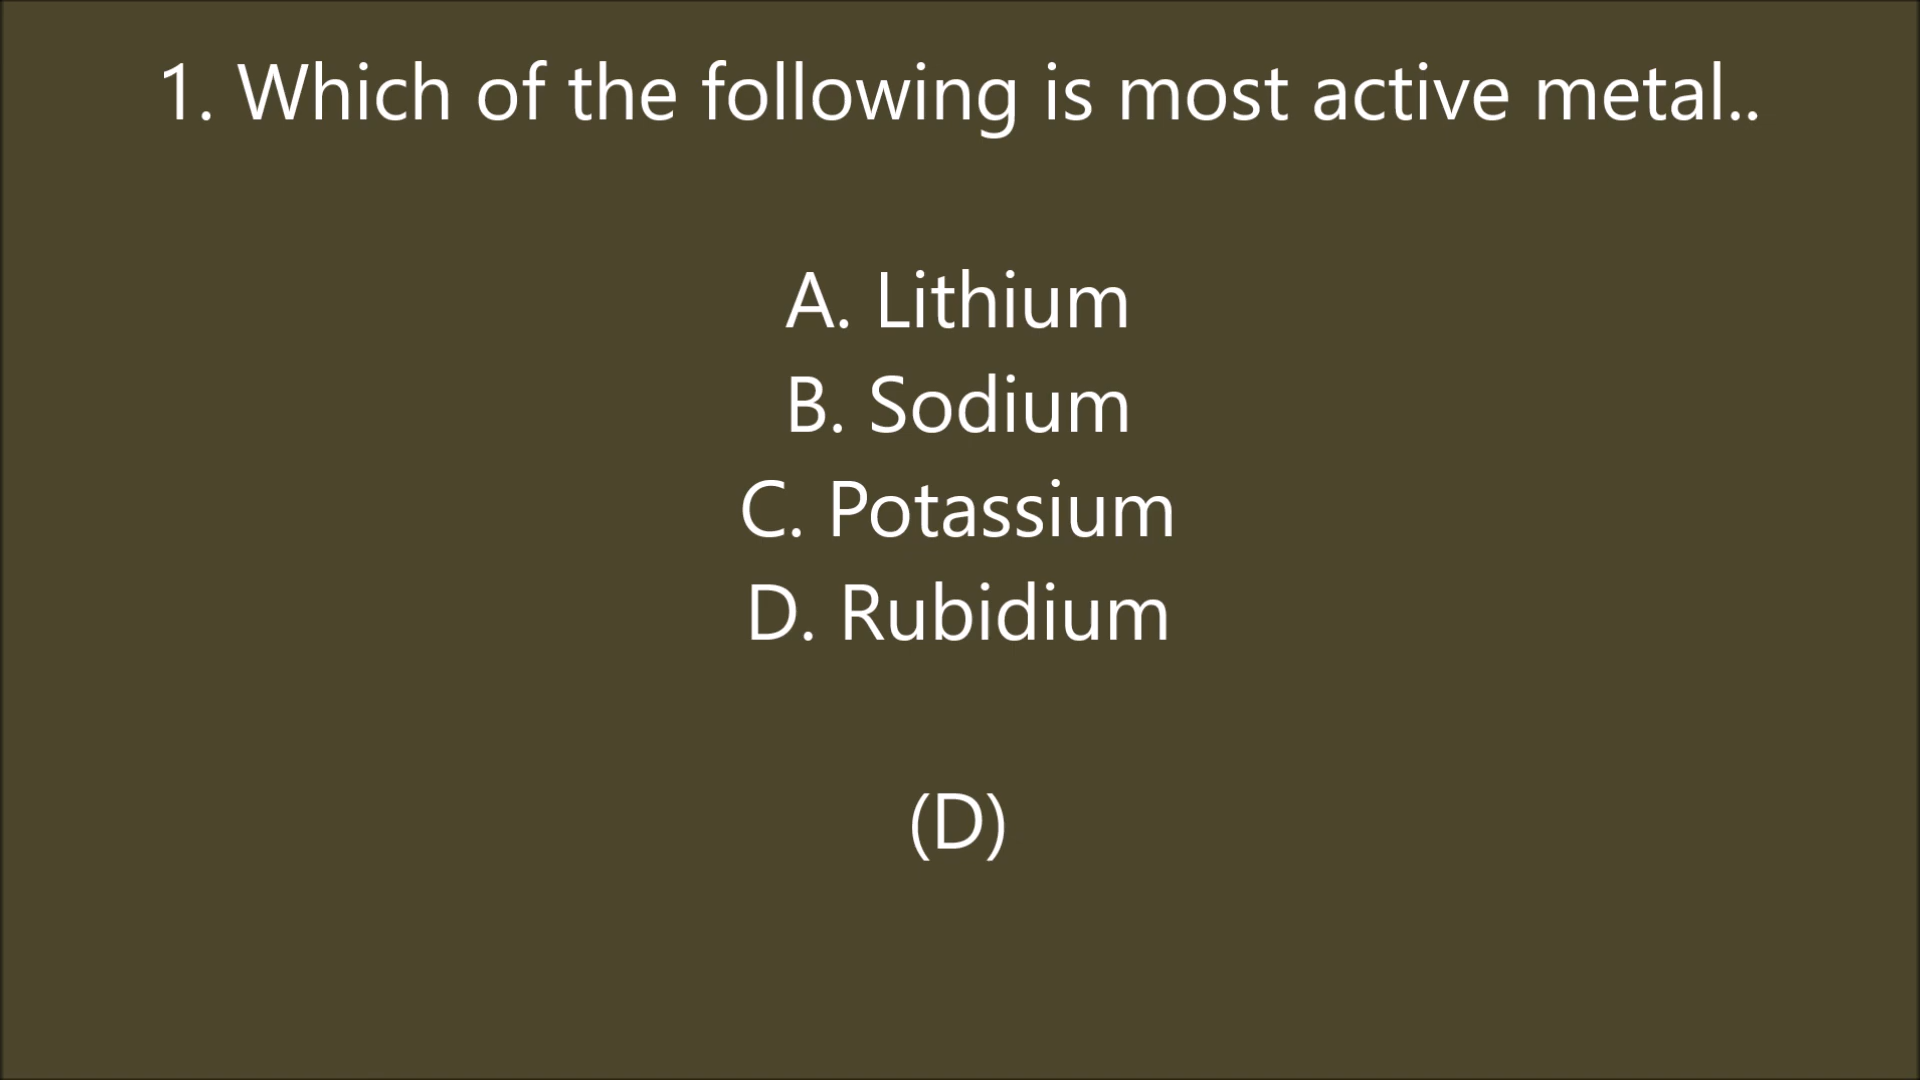 1. Which of the following is most active metal..
A. Lithium
B. Sodium
C. Potassium
D. Rubidium
(D)